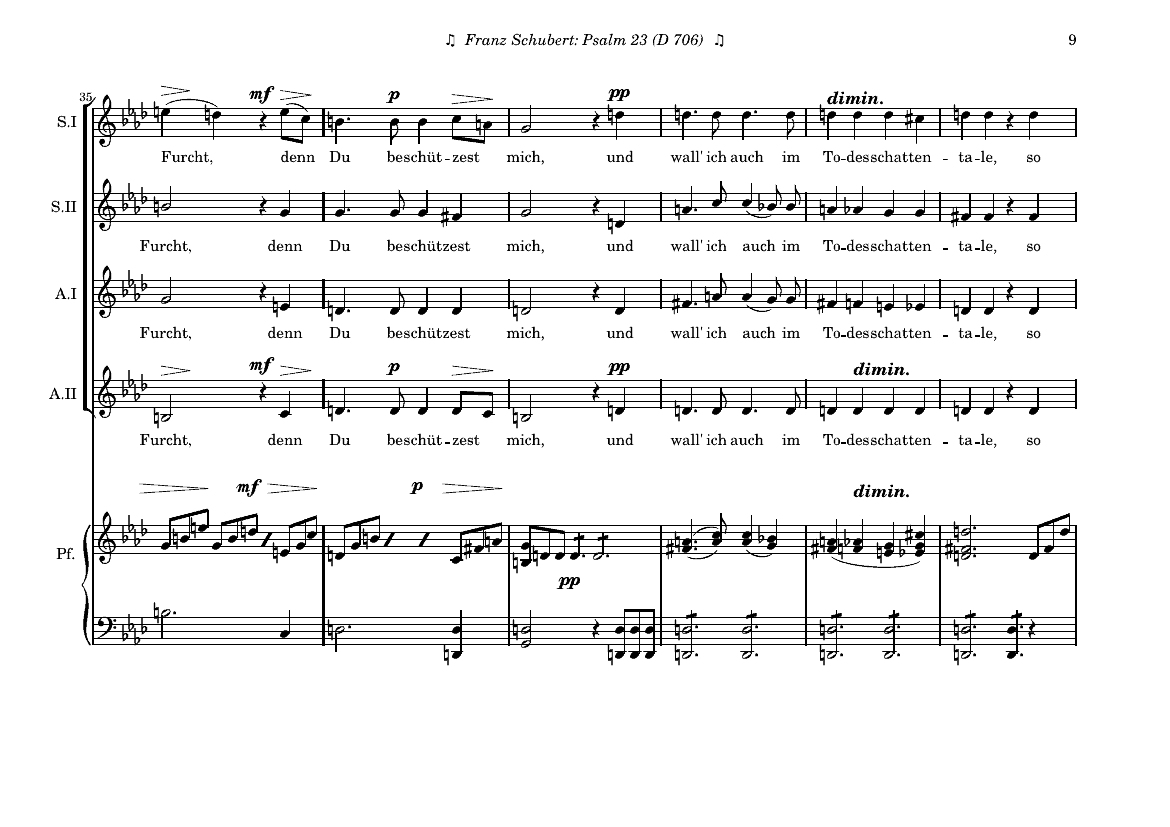 ♫ Franz Schubert: Psalm 23 (D 706) ♫ 9
35 mf p pp dimin.
S.I
Furcht, denn Du beschüt-zest mich, und wall' ich auch im To-desschatten - ta-le, so
S.II
Furcht, denn Du beschützest mich, und wall' ich auch im To-desschatten - ta-le, so
A.I
Furcht, denn Du beschützest mich, und wall' ich auch im To-desschatten - ta-le, so
mf p pp dimin.
A.II
Furcht, denn Du beschüt-zest mich, und wall' ich auch im To-desschatten - ta-le, so
mf p dimin.
Pf.
pp